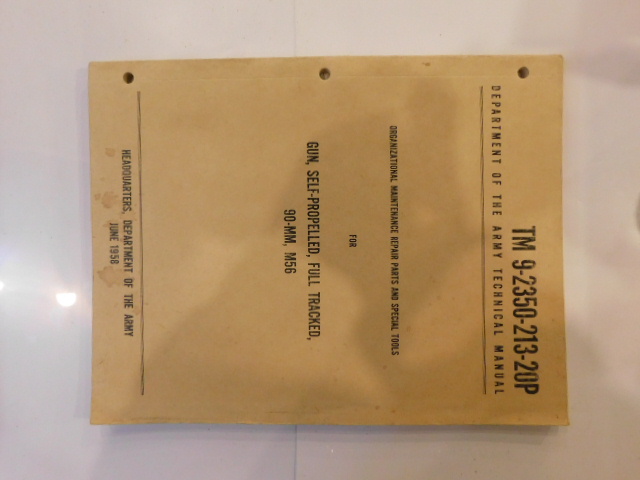 TM 9-2350-213-20P
DEPARTMENT OF THE ARMY TECHNICAL MANUAL
ORGANIZATIONAL MAINTENANCE REPAIR PARTS AND SPECIAL TOOLS
FOR
GUN, SELF-PROPELLED, FULL TRACKED,
90-MM, M56
HEADQUARTERS, DEPARTMENT OF THE ARMY
JUNE 1958